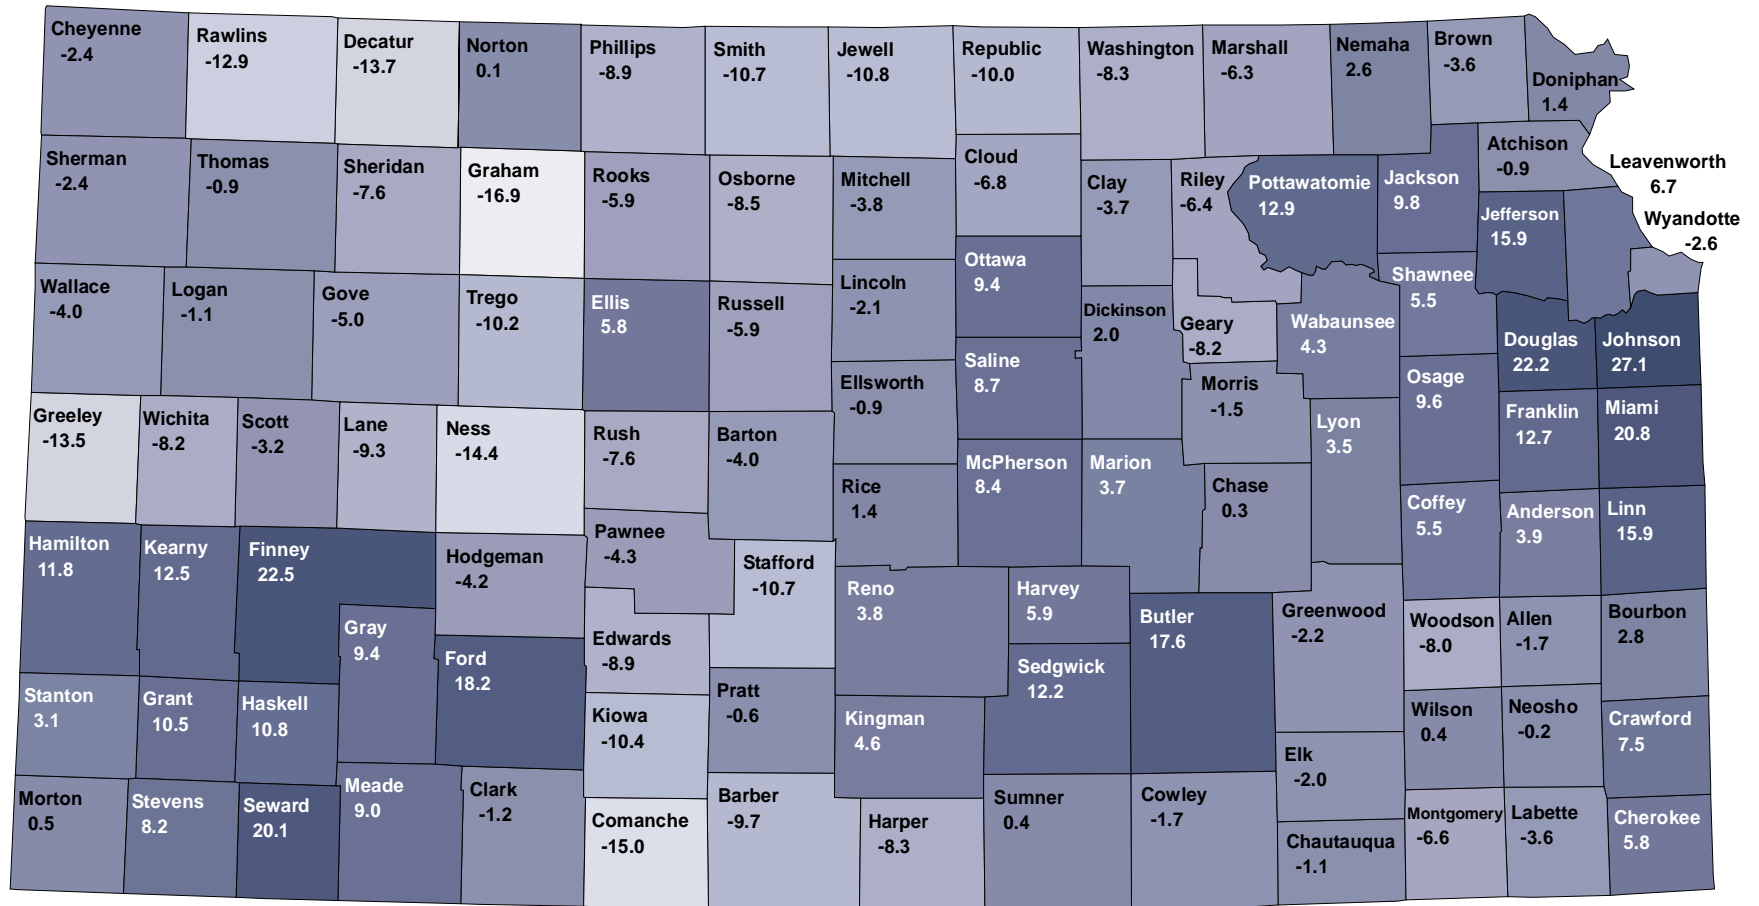 Cheyenne
-2.4
Rawlins
-12.9
Decatur
-13.7
Norton
0.1
Phillips
-8.9
Smith
-10.7
Jewell
-10.8
Republic
-10.0
Washington
-8.3
Marshall
-6.3
Nemaha
2.6
Brown
-3.6
Doniphan
1.4
Sherman
-2.4
Thomas
-0.9
Sheridan
-7.6
Graham
-16.9
Rooks
-5.9
Osborne
-8.5
Mitchell
-3.8
Cloud
-6.8
Clay
-3.7
Riley
-6.4
Pottawatomie
12.9
Jackson
9.8
Atchison
-0.9
Jefferson
15.9
Leavenworth
6.7
Wyandotte
-2.6
Wallace
-4.0
Logan
-1.1
Gove
-5.0
Trego
-10.2
Ellis
5.8
Russell
-5.9
Lincoln
-2.1
Ottawa
9.4
Dickinson
2.0
Geary
-8.2
Wabaunsee
4.3
Shawnee
5.5
Douglas
22.2
Johnson
27.1
Ellsworth
-0.9
Saline
8.7
Morris
-1.5
Osage
9.6
Franklin
12.7
Miami
20.8
Greeley
-13.5
Wichita
-8.2
Scott
-3.2
Lane
-9.3
Ness
-14.4
Rush
-7.6
Barton
-4.0
Rice
1.4
McPherson
8.4
Marion
3.7
Chase
0.3
Lyon
3.5
Coffey
5.5
Anderson
3.9
Linn
15.9
Hamilton
11.8
Kearny
12.5
Finney
22.5
Hodgeman
-4.2
Pawnee
-4.3
Stafford
-10.7
Reno
3.8
Harvey
5.9
Butler
17.6
Greenwood
-2.2
Woodson
-8.0
Allen
-1.7
Bourbon
2.8
Gray
9.4
Ford
18.2
Edwards
-8.9
Sedgwick
12.2
Stanton
3.1
Grant
10.5
Haskell
10.8
Kiowa
-10.4
Pratt
-0.6
Kingman
4.6
Wilson
0.4
Neosho
-0.2
Crawford
7.5
Elk
-2.0
Morton
0.5
Stevens
8.2
Seward
20.1
Meade
9.0
Clark
-1.2
Comanche
-15.0
Barber
-9.7
Harper
-8.3
Sumner
0.4
Cowley
-1.7
Chautauqua
-1.1
Montgomery
-6.6
Labette
-3.6
Cherokee
5.8